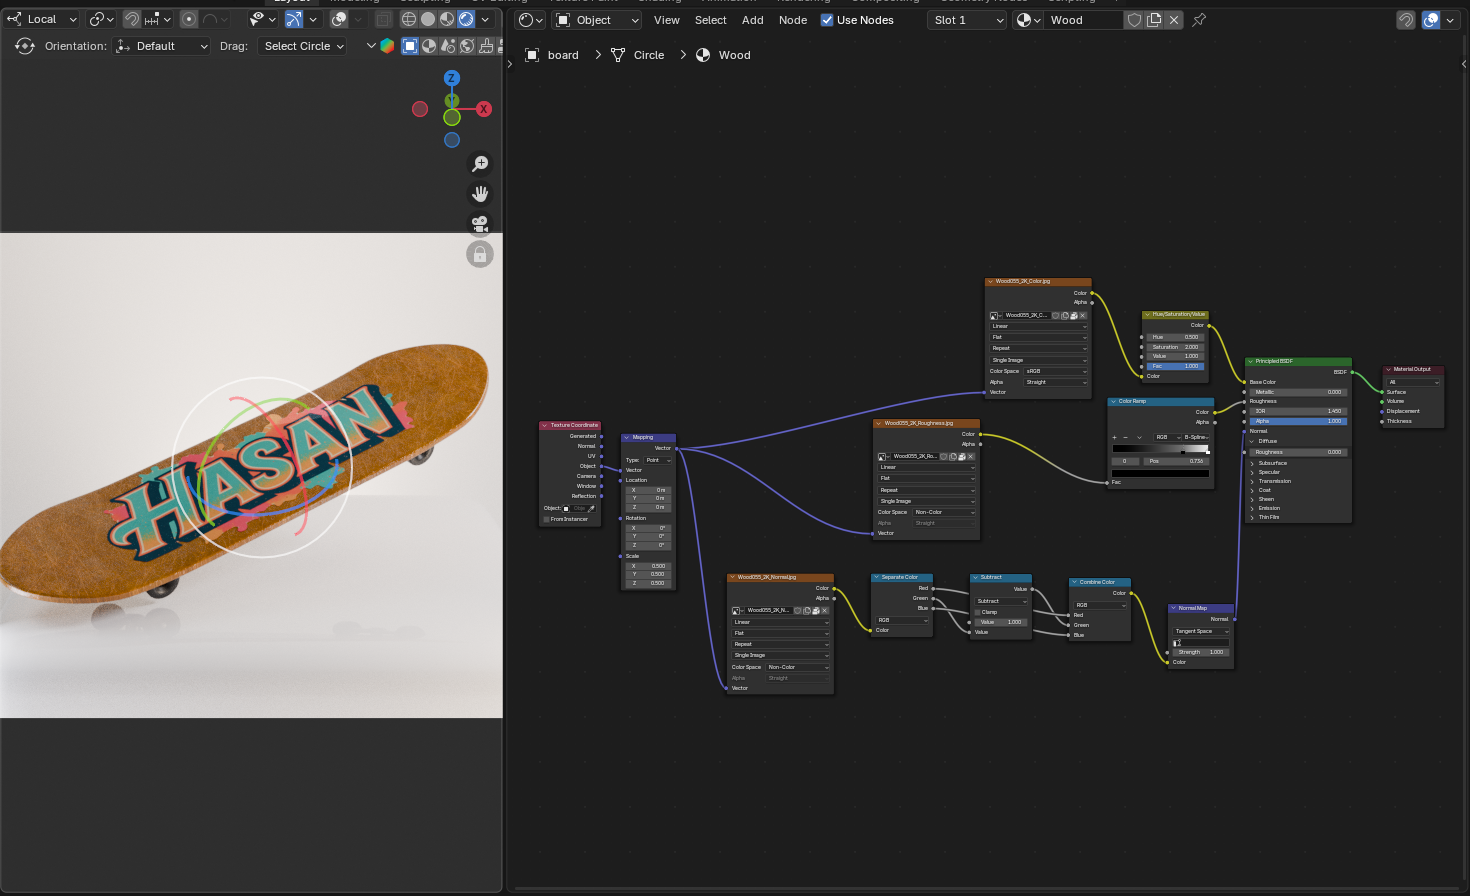 Local
Object
View
Select
Add
Node
Use Nodes
Slot 1
Wood
Orientation:
Default
Drag:
Select Circle
board
Circle
Wood
Z
Y
X
HASAN
Texture Coordinate
Generated
Normal
UV
Object
Camera
Window
Reflection
Object:
From Instancer
Mapping
Vector
Type:
Point
Vector
Location
X 0 m
Y 0 m
Z 0 m
Rotation
X 0°
Y 0°
Z 0°
Scale
X 0.500
Y 0.500
Z 0.500
Wood055_2K_Color.jpg
Color
Alpha
Wood055_2K_C...
Linear
Flat
Repeat
Single Image
Color Space sRGB
Alpha Straight
Vector
Wood055_2K_Roughness.jpg
Color
Alpha
Wood055_2K_Ro...
Linear
Flat
Repeat
Single Image
Color Space Non-Color
Alpha Straight
Vector
Wood055_2K_Normal.jpg
Color
Alpha
Wood055_2K_N...
Linear
Flat
Repeat
Single Image
Color Space Non-Color
Alpha Straight
Vector
Hue/Saturation/Value
Color
Hue 0.500
Saturation 2.000
Value 1.000
Fac 1.000
Color
Color Ramp
Color
Alpha
RGB
B-Spline
0
Pos 0.736
Fac
Separate Color
Red
Green
Blue
RGB
Color
Subtract
Value
Subtract
Clamp
Value 1.000
Value
Combine Color
Color
RGB
Red
Green
Blue
Normal Map
Normal
Tangent Space
Strength 1.000
Color
Principled BSDF
BSDF
Base Color
Metallic 0.000
Roughness
IOR 1.450
Alpha 1.000
Normal
Diffuse
Roughness 0.000
Subsurface
Specular
Transmission
Coat
Sheen
Emission
Thin Film
Material Output
All
Surface
Volume
Displacement
Thickness